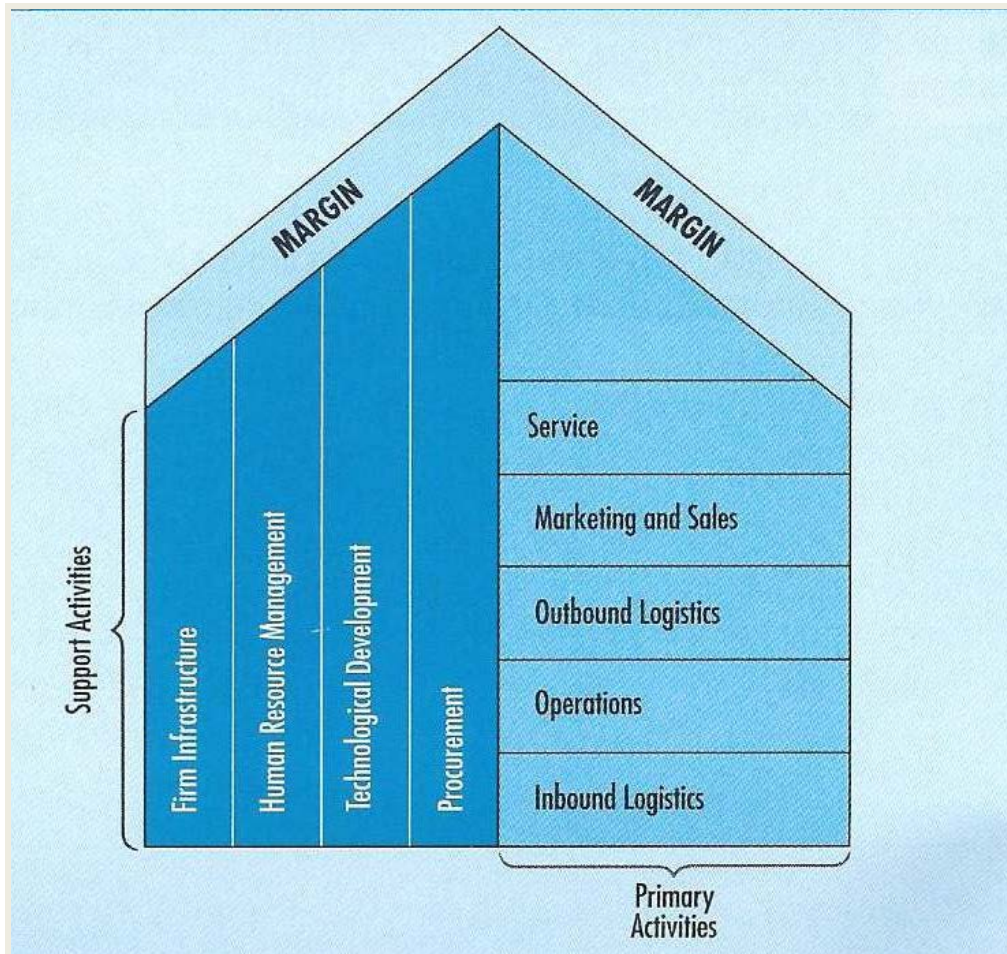 MARGIN
MARGIN
Support Activities
Firm Infrastructure
Human Resource Management
Technological Development
Procurement
Service
Marketing and Sales
Outbound Logistics
Operations
Inbound Logistics
Primary
Activities